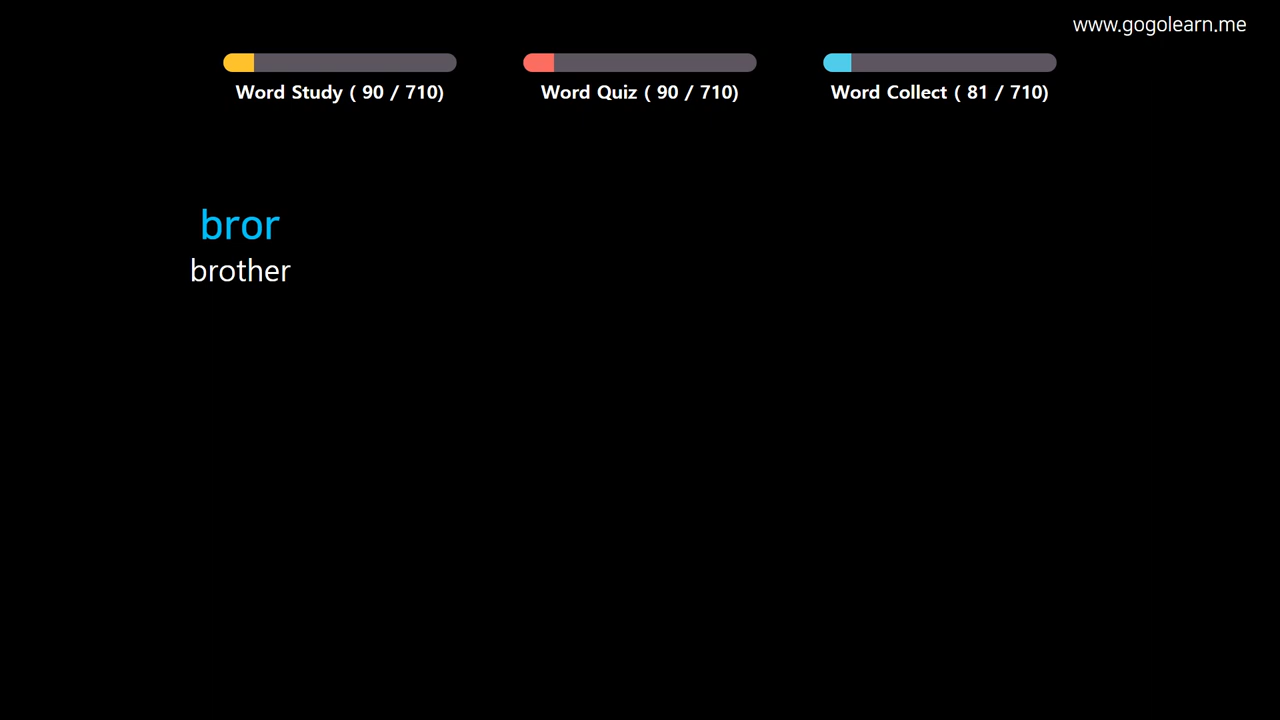 www.gogolearn.me
Word Study ( 90 / 710)
Word Quiz ( 90 / 710)
Word Collect ( 81 / 710)
bror
brother